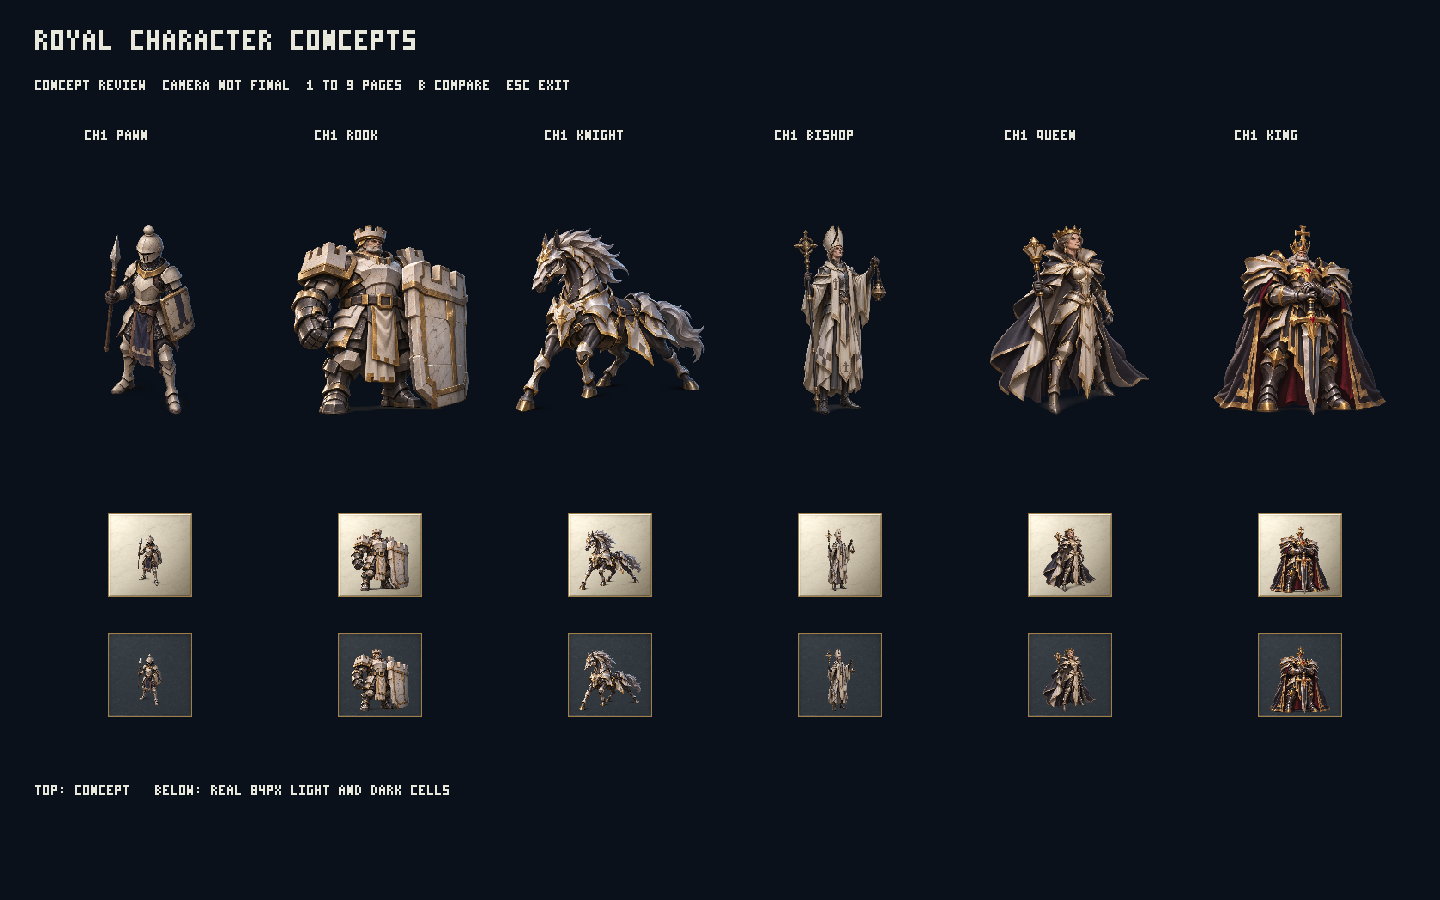 ROYAL CHARACTER CONCEPTS
CONCEPT REVIEW  CAMERA NOT FINAL  1 TO 9 PAGES  B COMPARE  ESC EXIT
CH1 PAWN  CH1 ROOK  CH1 KNIGHT  CH1 BISHOP  CH1 QUEEN  CH1 KING
TOP: CONCEPT  BELOW: REAL 84PX LIGHT AND DARK CELLS